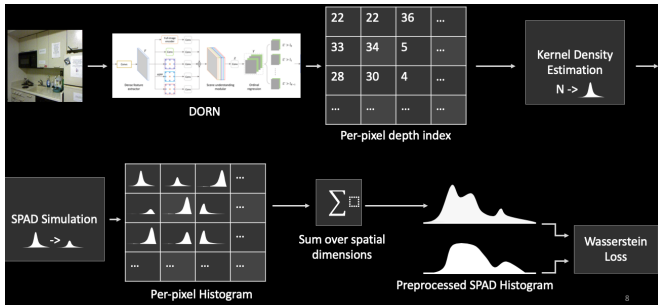 DORN
22 22 36 ...
33 34 5 ...
28 30 4 ...
... ... ... ...
Per-pixel depth index
Kernel Density
Estimation
N ->
SPAD Simulation
->
...
...
...
... ... ... ...
Per-pixel Histogram
Σ
Sum over spatial
dimensions
Preprocessed SPAD Histogram
Wasserstein
Loss
8